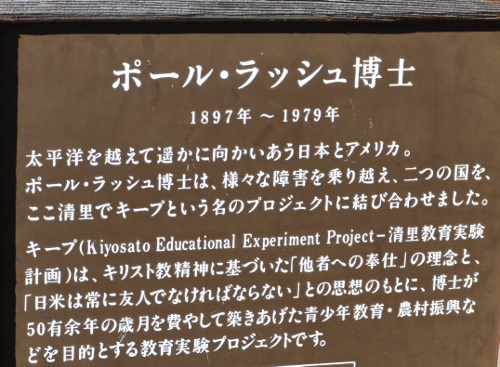 ポール・ラッシュ博士
1897年 〜 1979年
太平洋を越えて遥かに向かいあう日本とアメリカ。
ポール・ラッシュ博士は、様々な障害を乗り越え、二つの国を、
ここ清里でキープという名のプロジェクトに結び合わせました。
キープ(Kiyosato Educational Experiment Project−清里教育実験
計画)は、キリスト教精神に基づいた「他者への奉仕」の理念と、
「日米は常に友人でなければならない」との思想のもとに、博士が
50有余年の歳月を費やして築きあげた青少年教育・農村振興な
どを目的とする教育実験プロジェクトです。